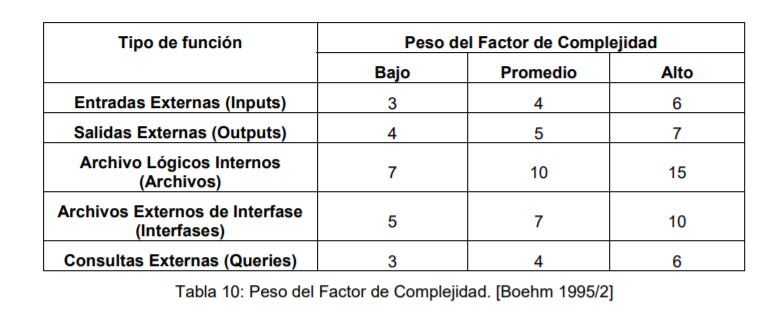 Tipo de función Peso del Factor de Complejidad
Bajo Promedio Alto
Entradas Externas (Inputs) 3 4 6
Salidas Externas (Outputs) 4 5 7
Archivo Lógicos Internos
(Archivos) 7 10 15
Archivos Externos de Interfase
(Interfases) 5 7 10
Consultas Externas (Queries) 3 4 6
Tabla 10: Peso del Factor de Complejidad. [Boehm 1995/2]